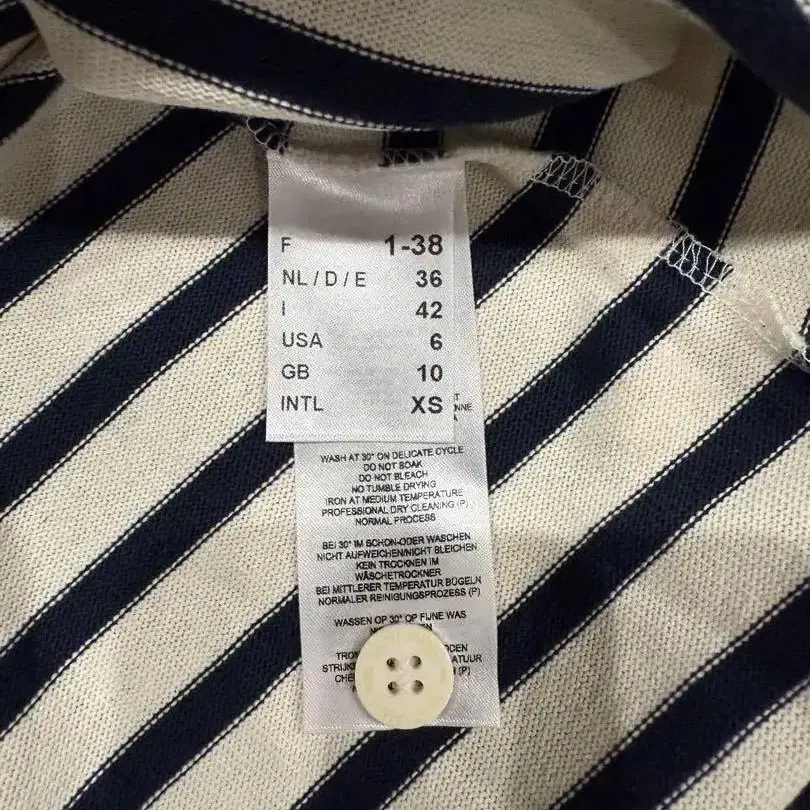 F 1-38
NL / D / E 36
I 42
USA 6
GB 10
INTL XS
WASH AT 30° ON DELICATE CYCLE
DO NOT SOAK
DO NOT BLEACH
NO TUMBLE DRYING
IRON AT MEDIUM TEMPERATURE
PROFESSIONAL DRY CLEANING (P)
NORMAL PROCESS
BEI 30° IM SCHON-ODER WASCHEN
NICHT AUFWEICHEN/NICHT BLEICHEN
KEIN TROCKNEN IM
WÄSCHETROCKNER
BEI MITTLERER TEMPERATUR BÜGELN
NORMALER REINIGUNGSPROZESS (P)
WASSEN OP 30° OP FIJNE WAS
(P)